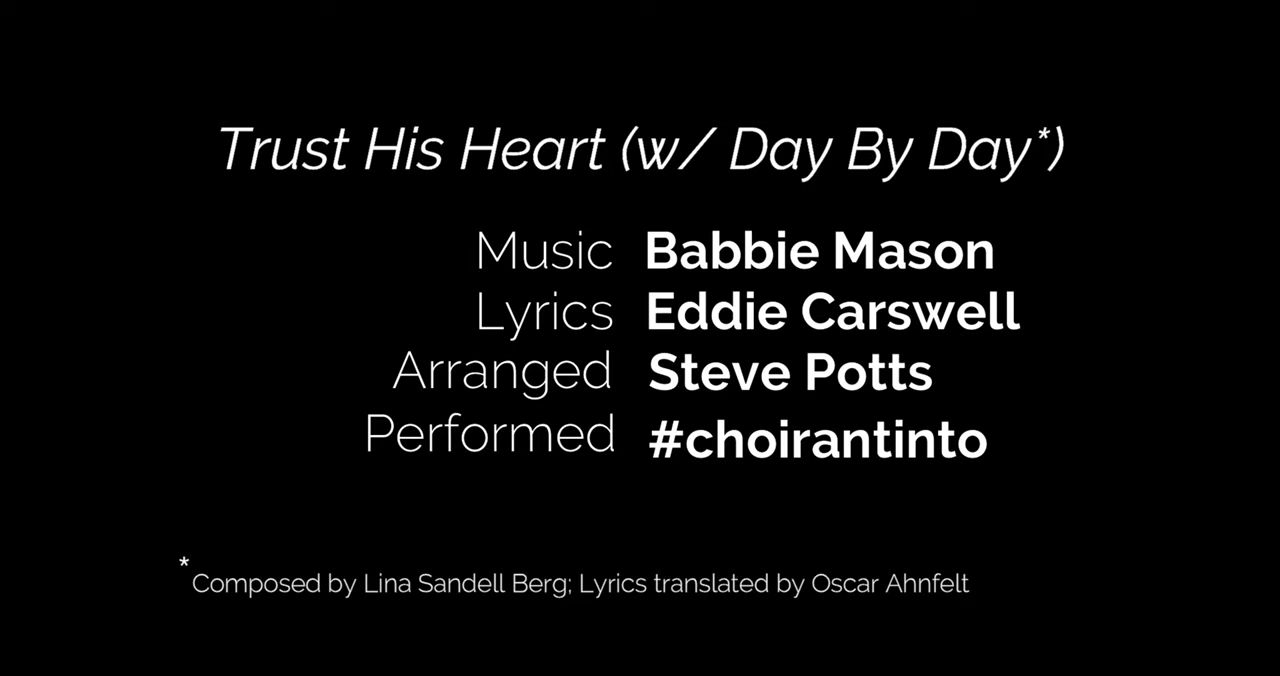 Trust His Heart (w/ Day By Day*)
Music Babbie Mason
Lyrics Eddie Carswell
Arranged Steve Potts
Performed #choirantinto
*Composed by Lina Sandell Berg; Lyrics translated by Oscar Ahnfelt